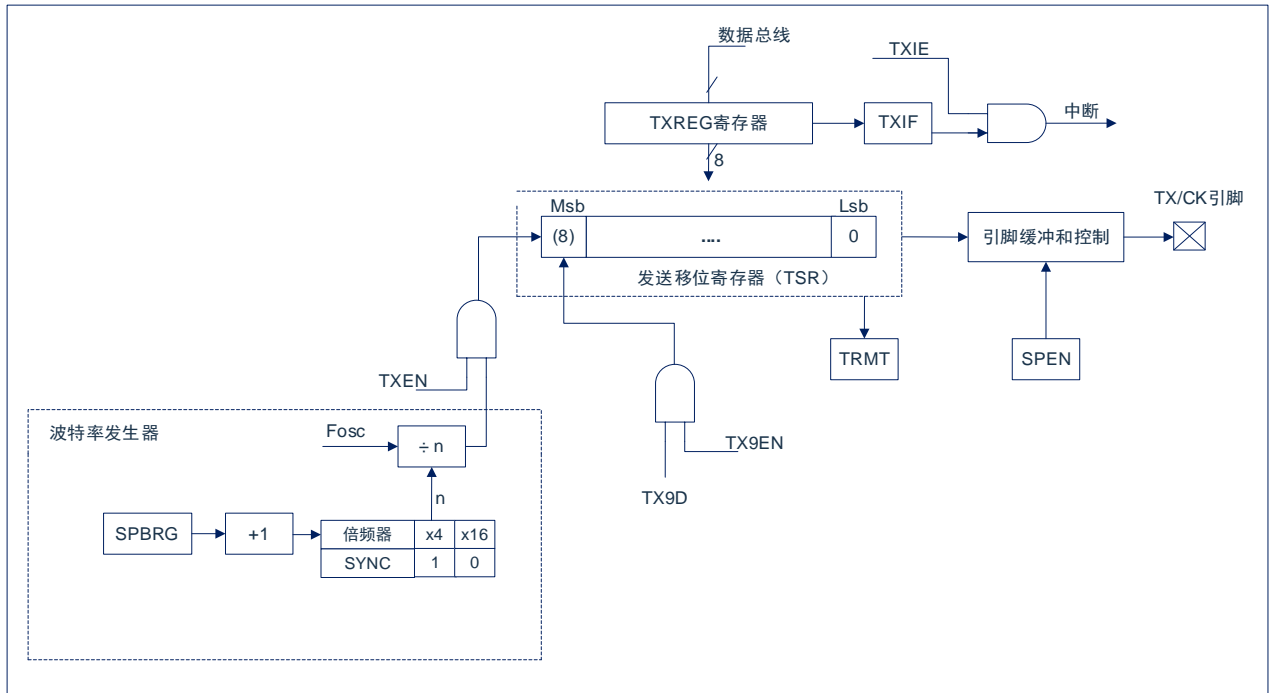 数据总线
TXIE
TXREG寄存器
TXIF
中断
8
Msb
Lsb
TX/CK引脚
(8)
....
0
引脚缓冲和控制
发送移位寄存器（TSR）
TRMT
SPEN
TXEN
波特率发生器
Fosc
÷ n
TX9EN
n
TX9D
SPBRG
+1
倍频器 x4 x16
SYNC 1 0